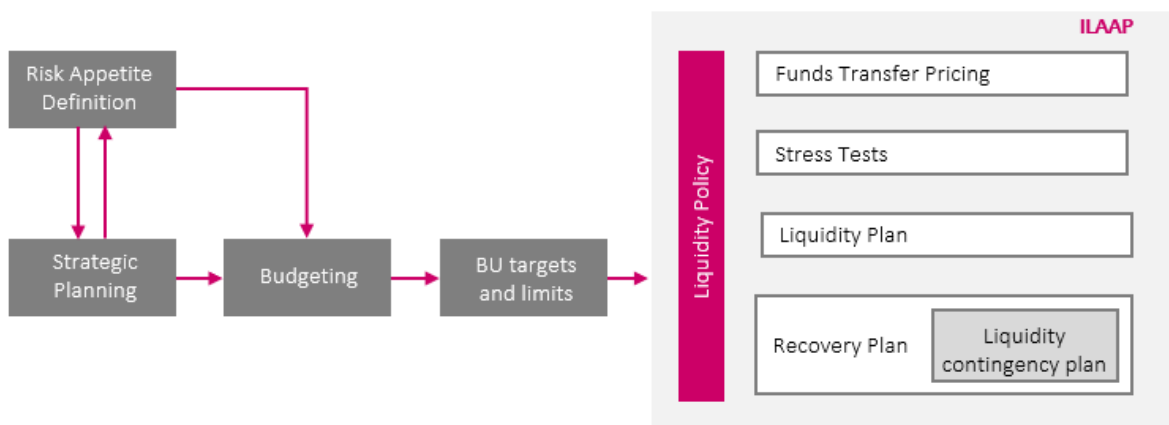 ILAAP
Risk Appetite
Definition
Strategic
Planning
Budgeting
BU targets
and limits
Liquidity Policy
Funds Transfer Pricing
Stress Tests
Liquidity Plan
Recovery Plan
Liquidity
contingency plan